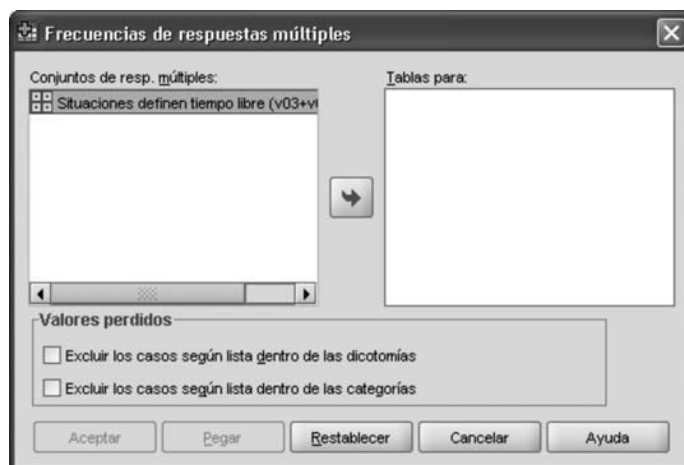 Frecuencias de respuestas múltiples
Conjuntos de resp. múltiples:
Situaciones definen tiempo libre (v03+v
Tablas para:
Valores perdidos
Excluir los casos según lista dentro de las dicotomías
Excluir los casos según lista dentro de las categorías
Aceptar
Pegar
Restablecer
Cancelar
Ayuda